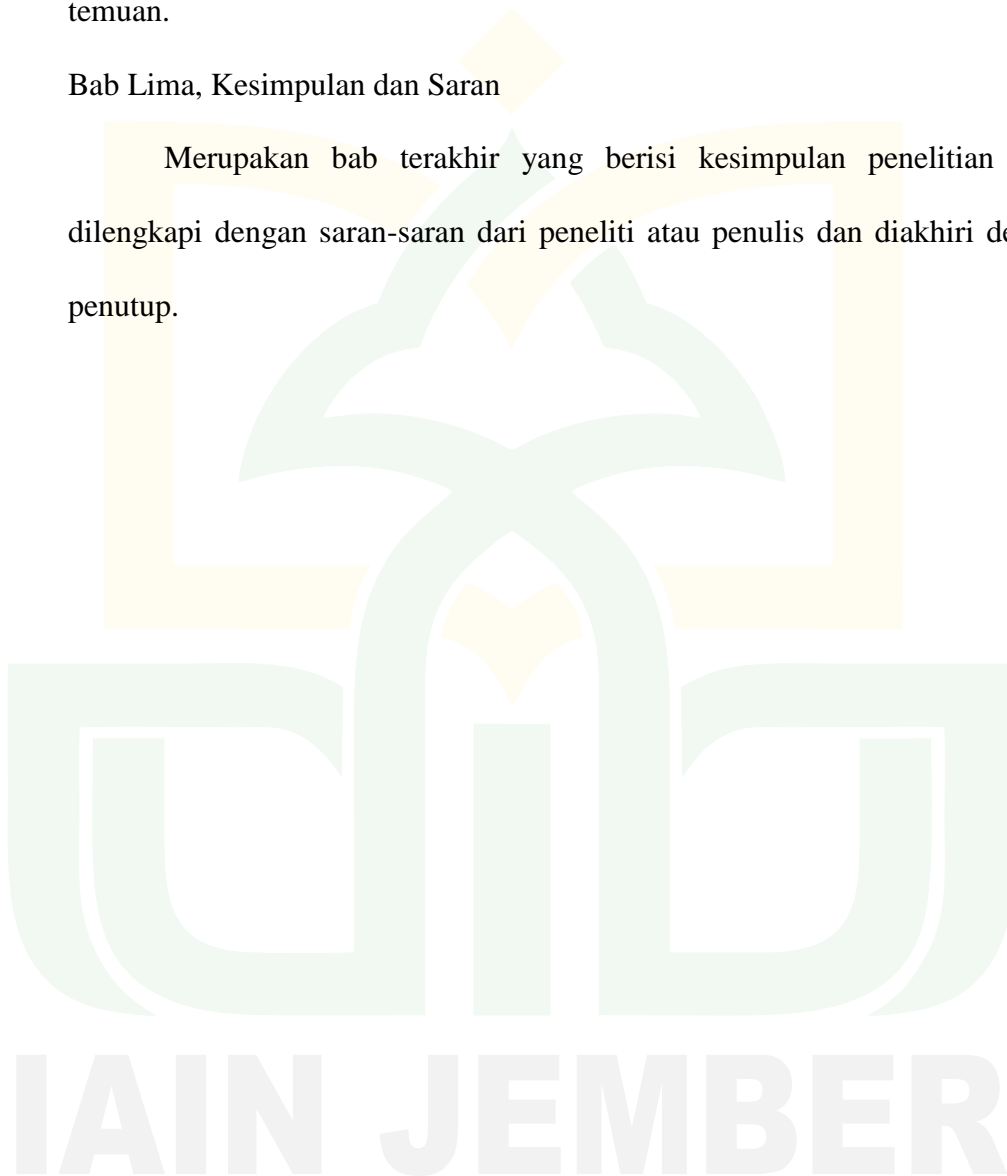 temuan.
Bab Lima, Kesimpulan dan Saran
Merupakan bab terakhir yang berisi kesimpulan penitian
dilengkapi dengan saran-saran dari peneliti atau penulis dan diakhiri
penutup.
IAIN JEMBER